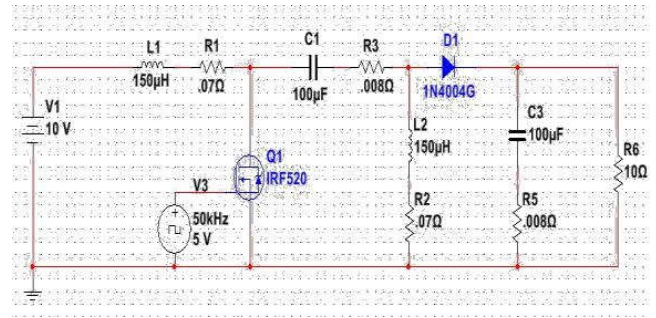 L1
150µH
R1
.07Ω
C1
100µF
R3
.008Ω
D1
1N4004G
V1
10 V
Q1
IRF520
V3
50kHz
5 V
L2
150µH
R2
.07Ω
C3
100µF
R5
.008Ω
R6
10Ω